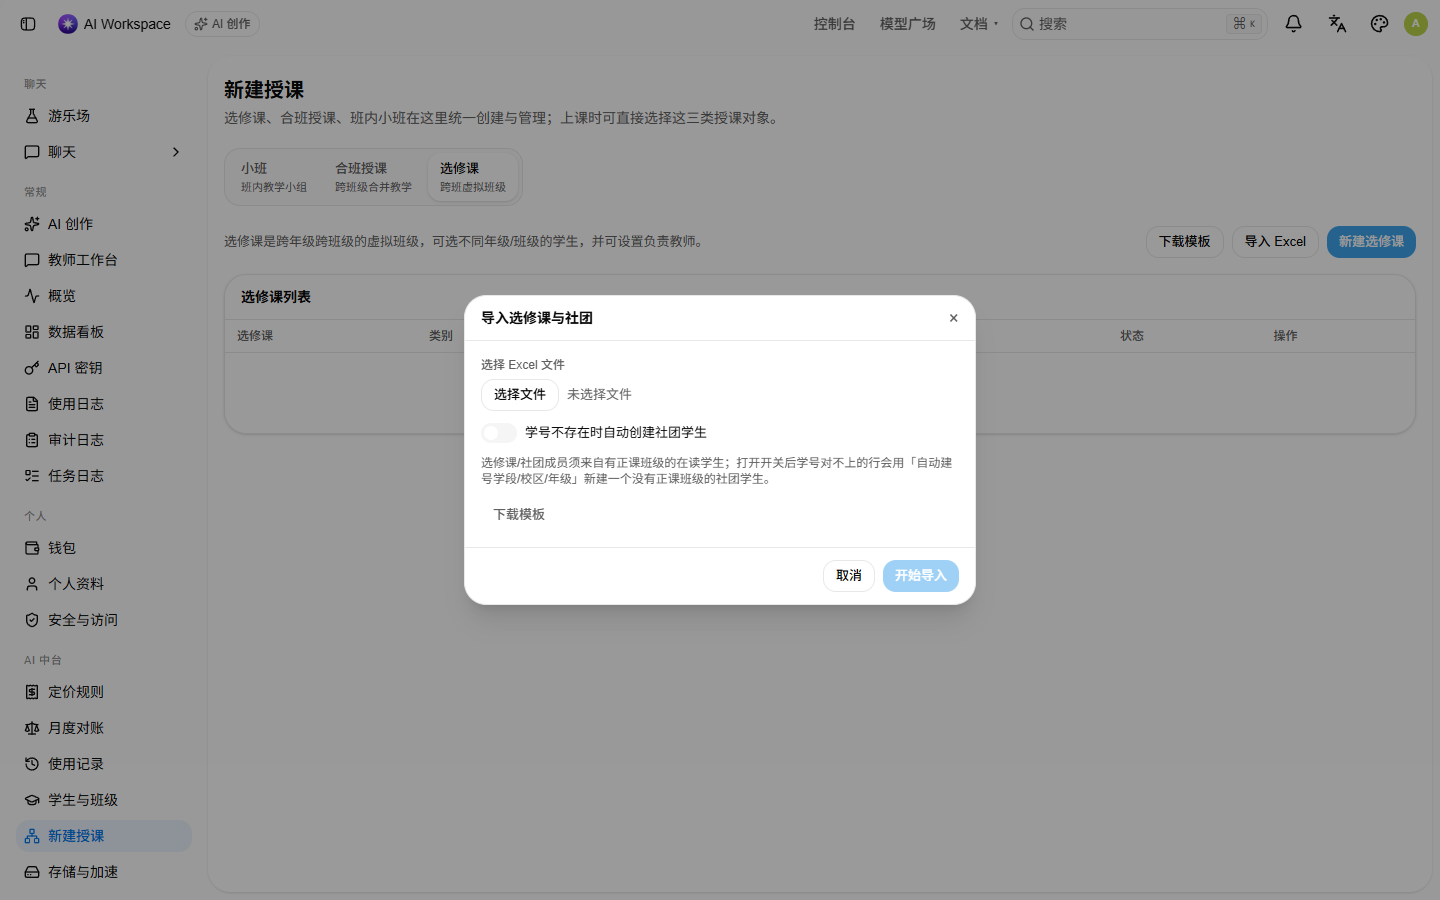 AI Workspace
AI 创作
控制台
模型广场
文档
搜索
⌘ K
A
聊天
游乐场
聊天
常规
AI 创作
教师工作台
概览
数据看板
API 密钥
使用日志
审计日志
任务日志
个人
钱包
个人资料
安全与访问
AI 中台
定价规则
月度对账
使用记录
学生与班级
新建授课
存储与加速
新建授课
选修课、合班授课、班内小班在这里统一创建与管理；上课时可直接选择这三类授课对象。
小班
班内教学小组
合班授课
跨班级合并教学
选修课
跨班虚拟班级
选修课是跨年级跨班级的虚拟班级，可选不同年级/班级的学生，并可设置负责教师。
下载模板
导入 Excel
新建选修课
选修课列表
选修课
类别
状态
操作
导入选修课与社团
选择 Excel 文件
选择文件
未选择文件
学号不存在时自动创建社团学生
选修课/社团成员须来自有正课班级的在读学生；打开开关后学号对不上的行会用「自动建
号学段/校区/年级」新建一个没有正课班级的社团学生。
下载模板
取消
开始导入